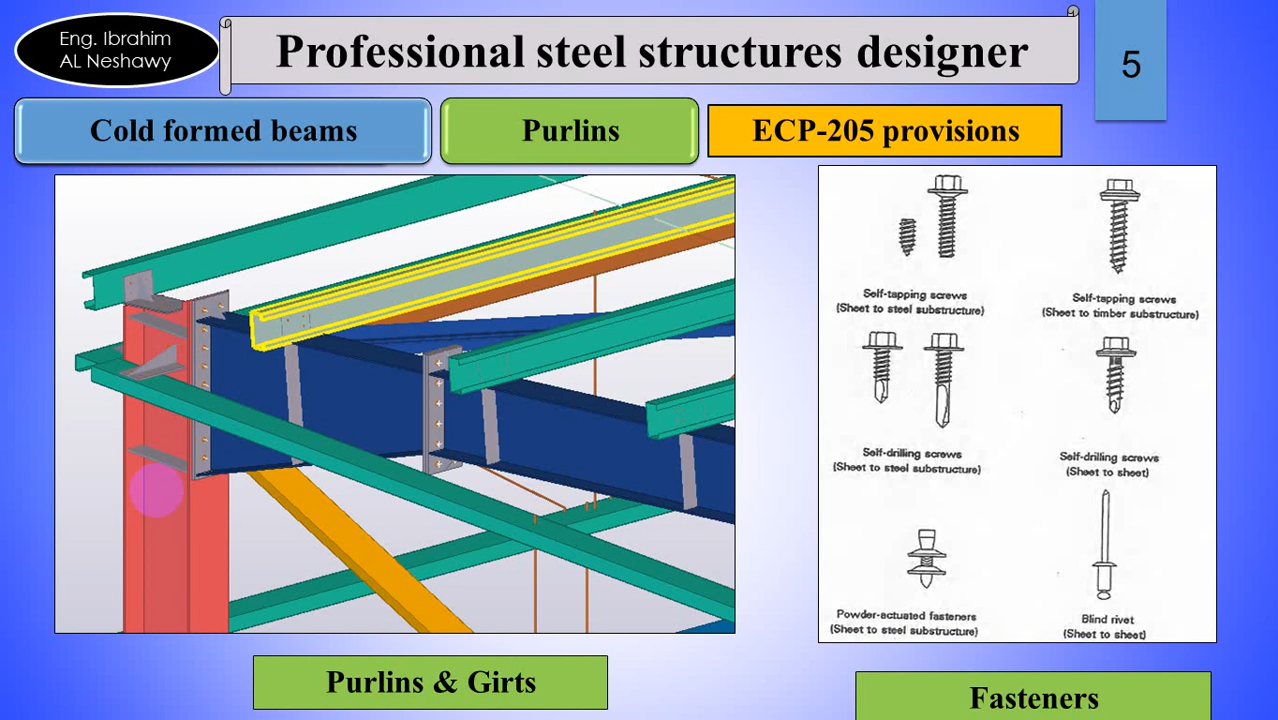 Eng. Ibrahim
AL Neshawy
Professional steel structures designer
5
Cold formed beams
Purlins
ECP-205 provisions
Self-tapping screws
(Sheet to steel substructure)
Self-tapping screws
(Sheet to timber substructure)
Self-drilling screws
(Sheet to steel substructure)
Self-drilling screws
(Sheet to sheet)
Powder-actuated fasteners
(Sheet to steel substructure)
Blind rivet
(Sheet to sheet)
Purlins & Girts
Fasteners